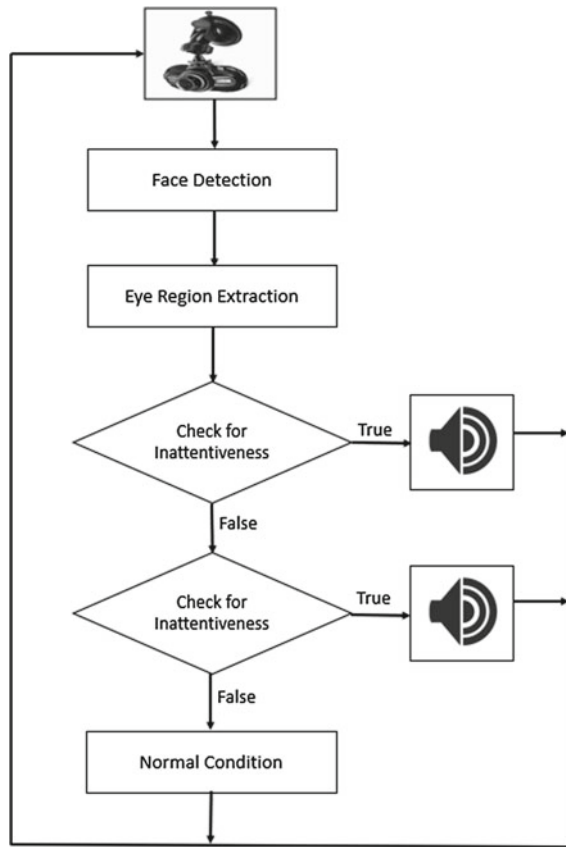 Face Detection
Eye Region Extraction
Check for
Inattentiveness
True
False
Check for
Inattentiveness
True
False
Normal Condition